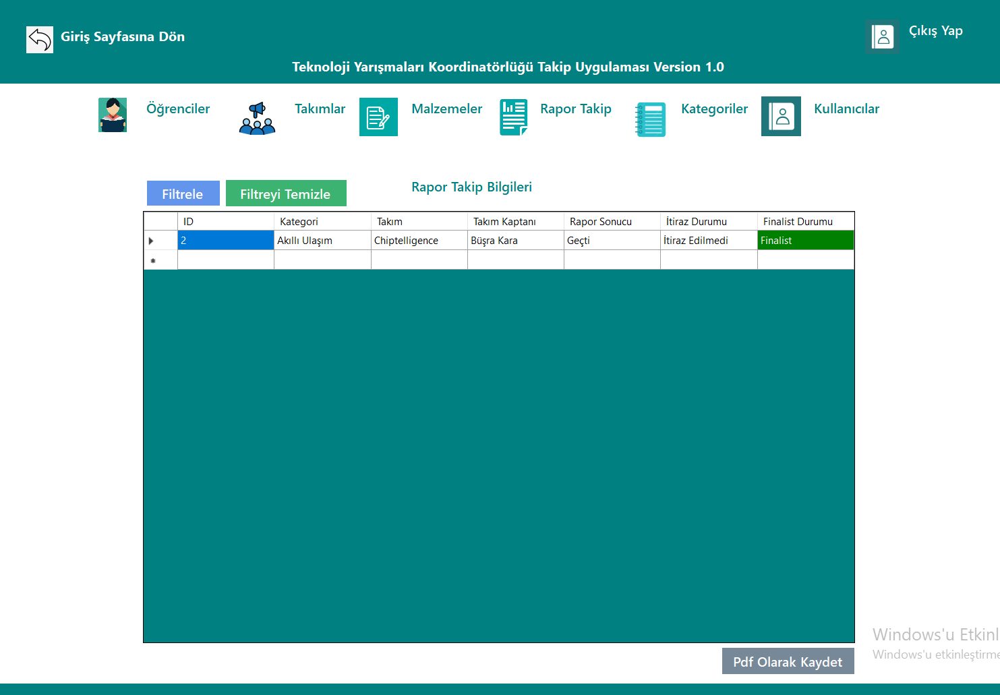 Giriş Sayfasına Dön
Çıkış Yap
Teknoloji Yarışmaları Koordinatörlüğü Takip Uygulaması Version 1.0
Öğrenciler Takımlar Malzemeler Rapor Takip Kategoriler Kullanıcılar
Filtrele Filtreyi Temizle Rapor Takip Bilgileri
ID Kategori Takım Takım Kaptanı Rapor Sonucu İtiraz Durumu Finalist Durumu
2 Akıllı Ulaşım Chiptelligence Büşra Kara Geçti İtiraz Edilmedi Finalist
Windows'u Etkinl
Windows'u etkinleştirme
Pdf Olarak Kaydet